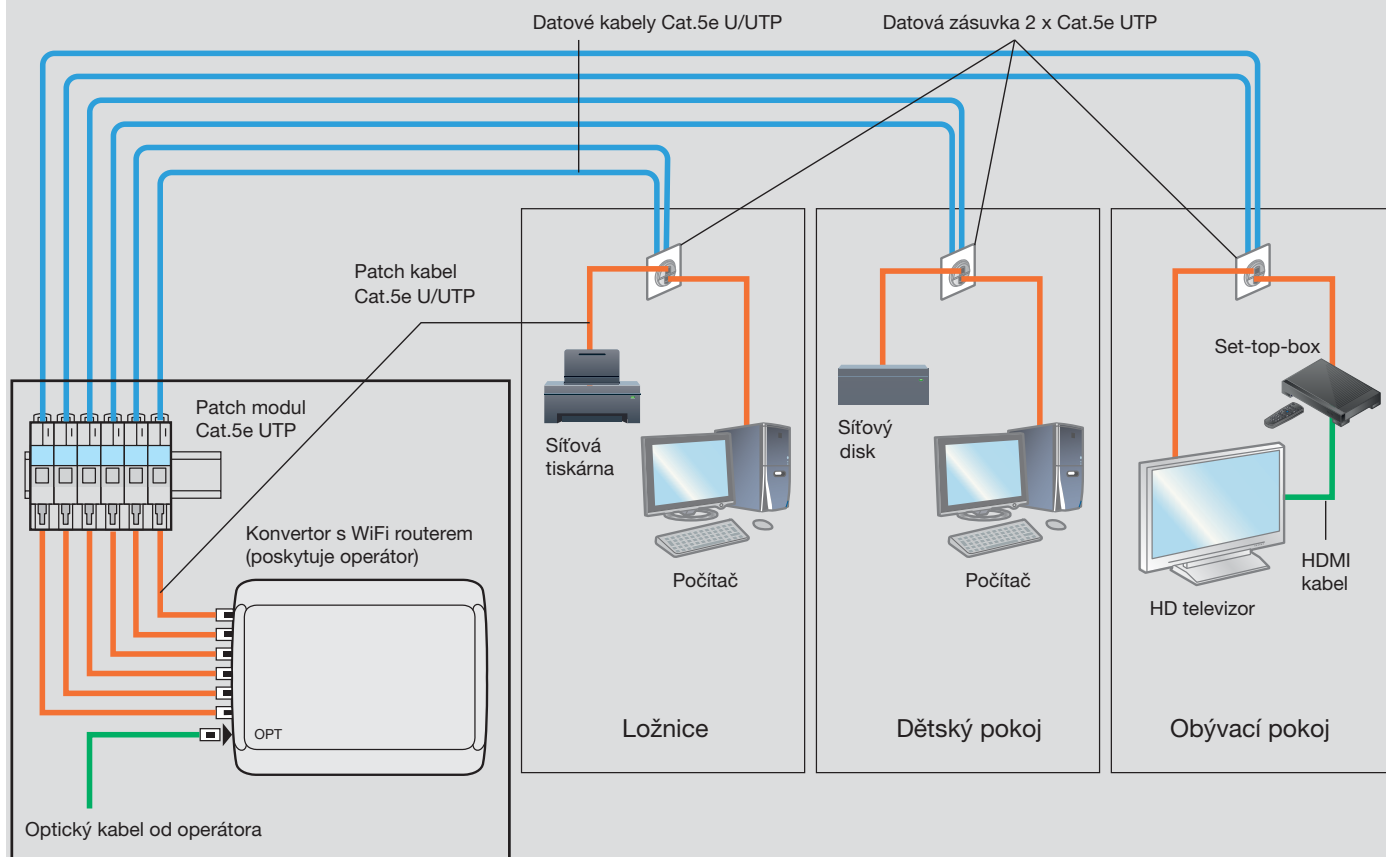 Datové kabely Cat.5e U/UTP
Datová zásuvka 2 x Cat.5e UTP
Patch kabel
Cat.5e U/UTP
Set-top-box
Patch modul
Cat.5e UTP
Síťová
tiskárna
Síťový
disk
Konvertor s WiFi routerem
(poskytuje operátor)
Počítač
Počítač
HDMI
kabel
HD televizor
Ložnice
Dětský pokoj
Obývací pokoj
OPT
Optický kabel od operátora